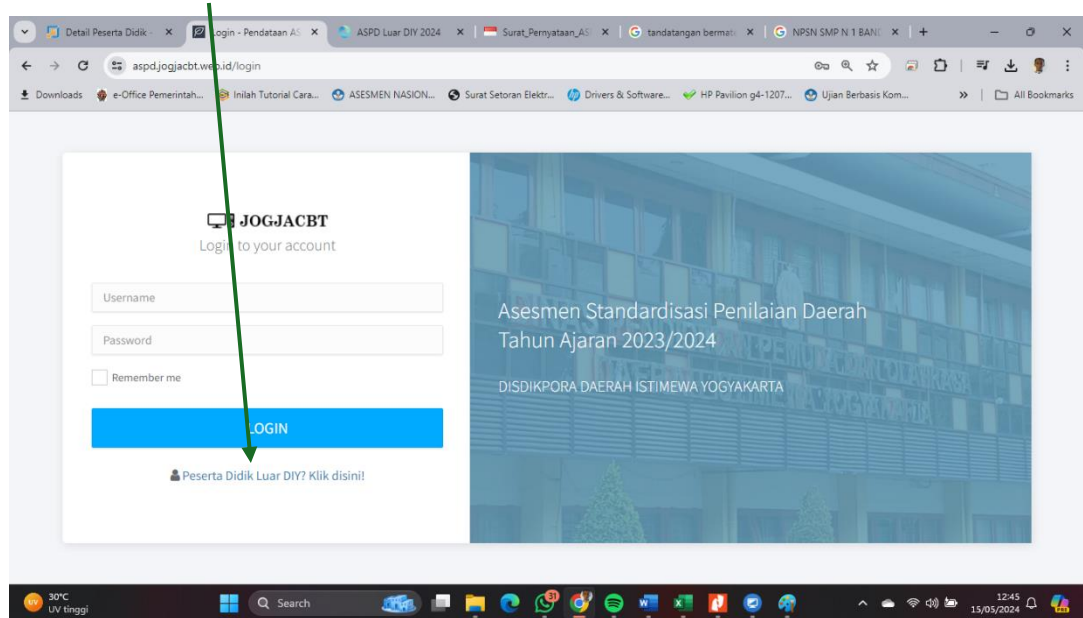 Detail Peserta Didik -
Login - Pendataan AS
ASPD Luar DIY 2024
Surat_Pernyataan_AS
tandatangan bermate
NPSN SMP N 1 BANG
aspd.jogjacbt.web.id/login
Downloads
e-Office Pemerintah...
Inilah Tutorial Cara...
ASESMEN NASION...
Surat Setoran Elektr...
Drivers & Software...
HP Pavilion g4-1207...
Ujian Berbasis Kom...
All Bookmarks
JOGJACBT
Login to your account
Username
Password
Remember me
LOGIN
Peserta Didik Luar DIY? Klik disini!
Asesmen Standardisasi Penilaian Daerah
Tahun Ajaran 2023/2024
DISDIKPORA DAERAH ISTIMEWA YOGYAKARTA
30°C
UV tinggi
Search
31
12:45
15/05/2024